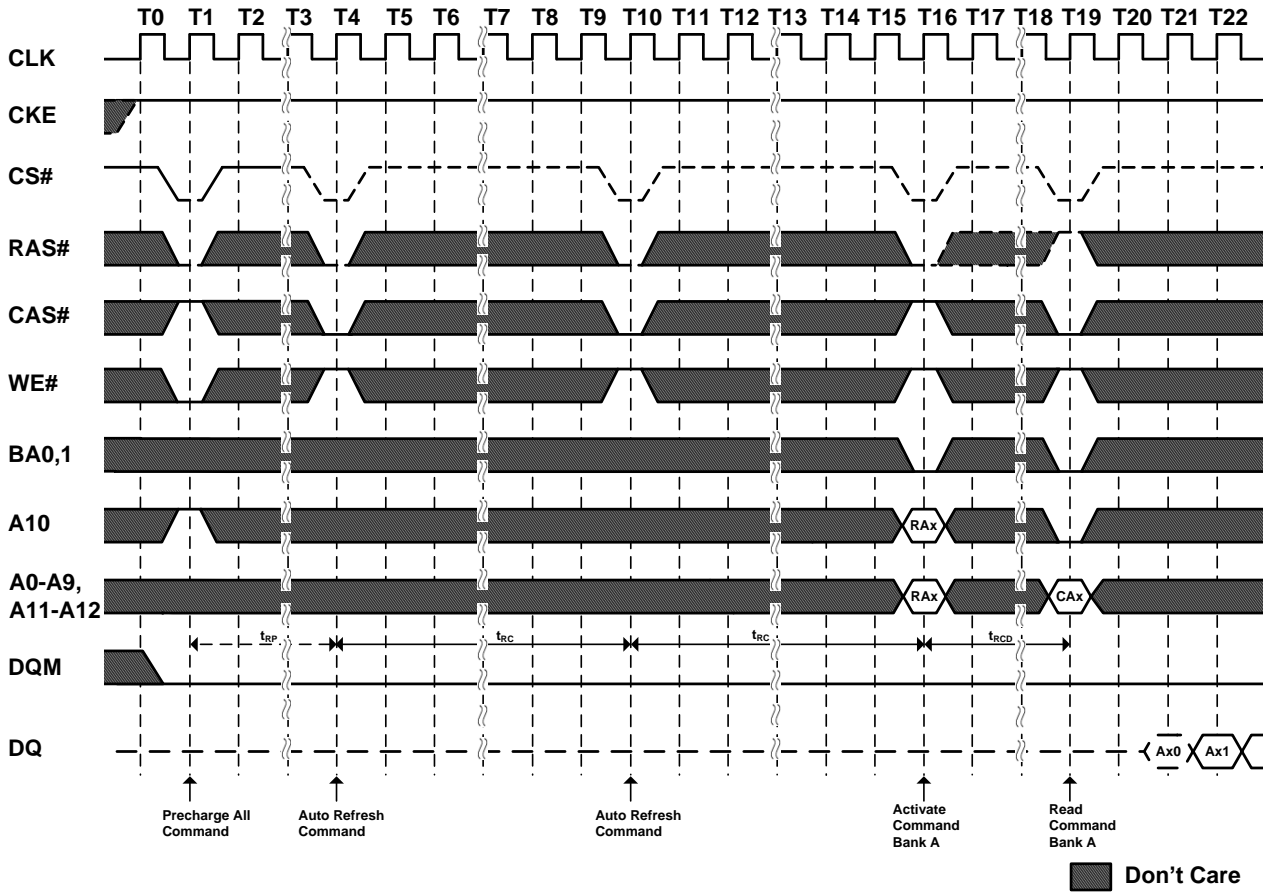 T0 T1 T2 T3 T4 T5 T6 T7 T8 T9 T10 T11 T12 T13 T14 T15 T16 T17 T18 T19 T20 T21 T22
CLK
CKE
CS#
RAS#
CAS#
WE#
BA0,1
A10
RAx
A0-A9,
A11-A12
RAx CAx
tRP tRC tRC tRCD
DQM
DQ
Ax0 Ax1
Precharge All
Command
Auto Refresh
Command
Auto Refresh
Command
Activate
Command
Bank A
Read
Command
Bank A
Don't Care